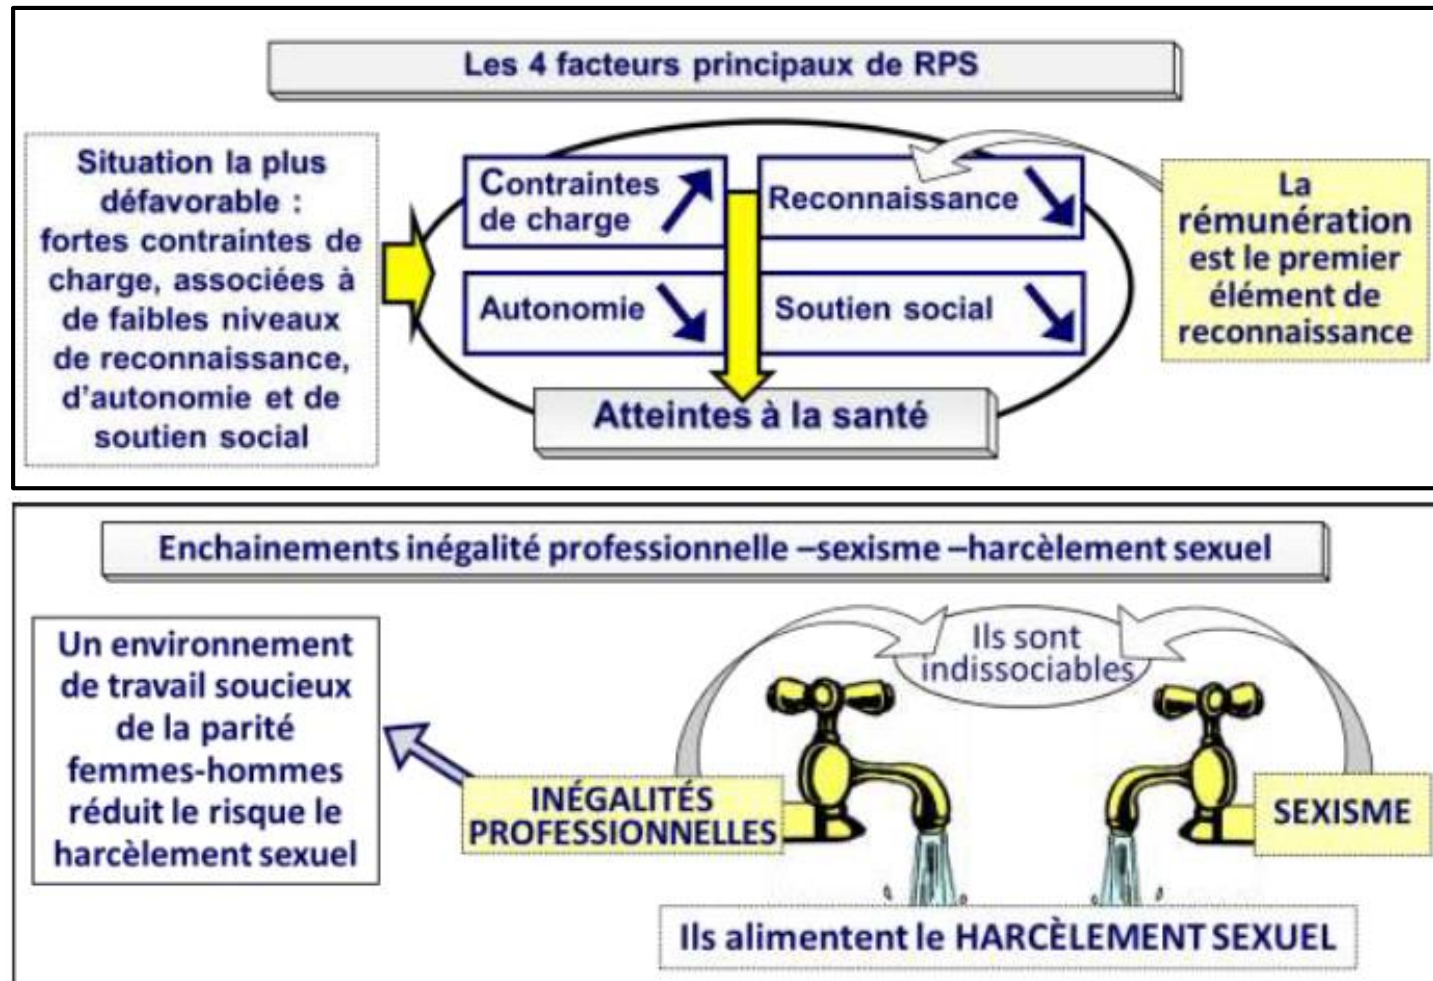 Les 4 facteurs principaux de RPS
Situation la plus
défavorable :
fortes contraintes de
charge, associées à
de faibles niveaux
de reconnaissance,
d'autonomie et de
soutien social
Contraintes
de charge
Reconnaissance
Autonomie
Soutien social
Atteintes à la santé
La
rémunération
est le premier
élément de
reconnaissance
Enchainements inégalité professionnelle –sexisme –harcèlement sexuel
Un environnement
de travail soucieux
de la parité
femmes-hommes
réduit le risque le
harcèlement sexuel
Ils sont
indissociables
INÉGALITÉS
PROFESSIONNELLES
SEXISME
Ils alimentent le HARCÈLEMENT SEXUEL